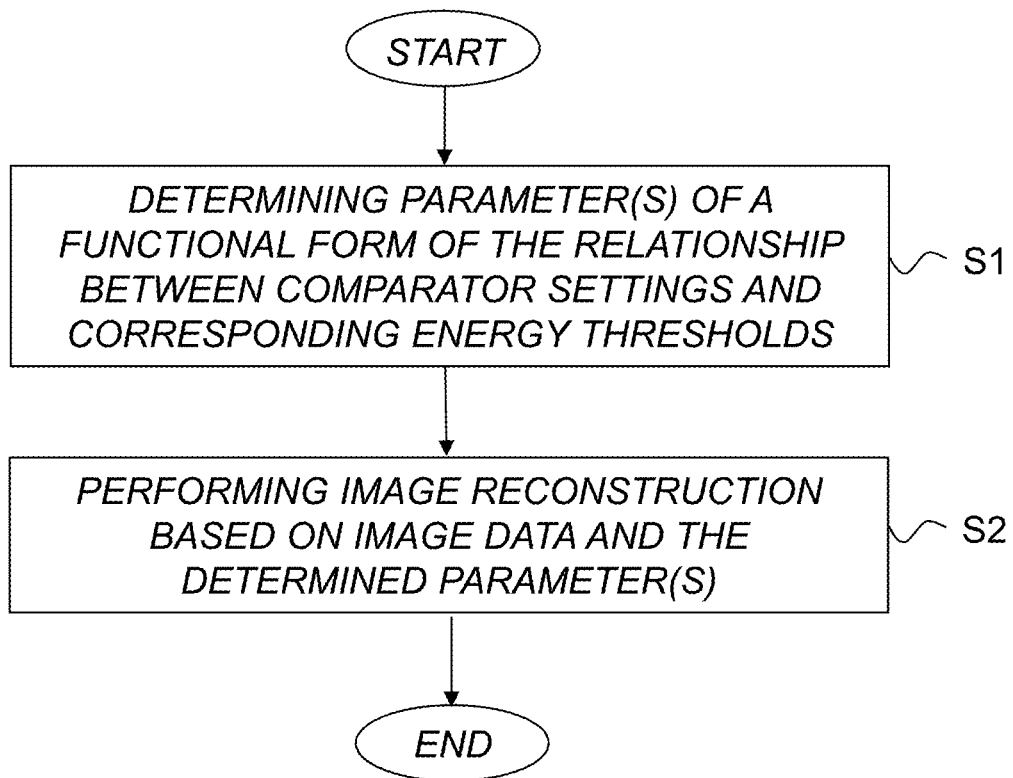 START
DETERMINING PARAMETER(S) OF A
FUNCTIONAL FORM OF THE RELATIONSHIP
BETWEEN COMPARATOR SETTINGS AND
CORRESPONDING ENERGY THRESHOLDS
S1
PERFORMING IMAGE RECONSTRUCTION
BASED ON IMAGE DATA AND THE
DETERMINED PARAMETER(S)
S2
END